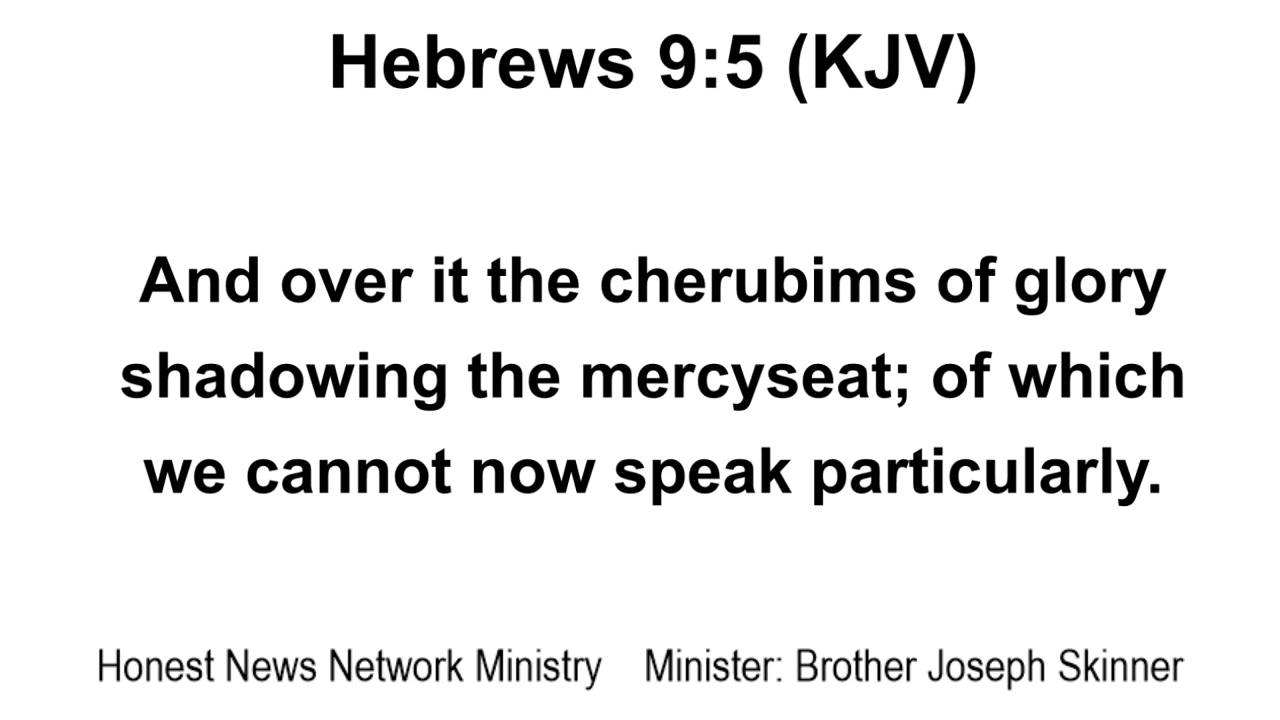 Hebrews 9:5 (KJV)
And over it the cherubims of glory
shadowing the mercyseat; of which
we cannot now speak particularly.
Honest News Network Ministry    Minister: Brother Joseph Skinner